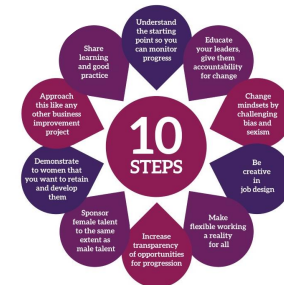 Understand
the starting
point so you
can monitor
progress
Educate
your leaders,
give them
accountability
for change
Change
mindsets by
challenging
bias and
sexism
Be
creative
in
job design
Make
flexible working
a reality
for all
Increase
transparency
of opportunities
for progression
Sponsor
female talent
to the same
extent as
male talent
Demonstrate
to women that
you want to retain
and develop
them
Approach
this like any
other business
improvement
project
Share
learning
and good
practice
10
STEPS